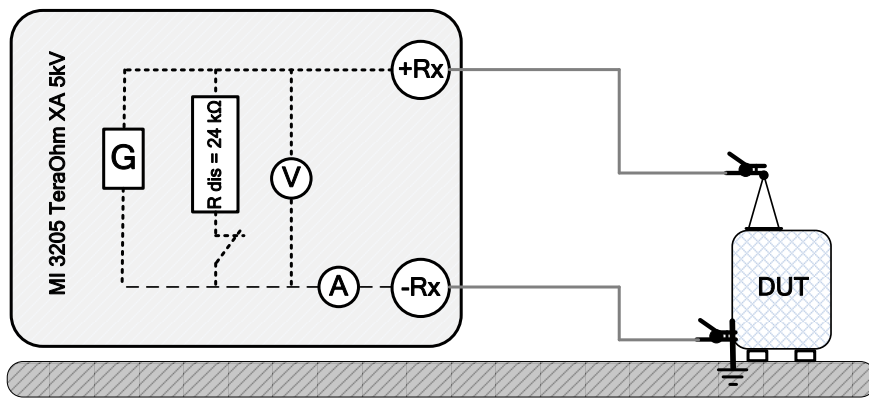 MI 3205 TeraOhm XA 5kV
G
R dis = 24 kΩ
V
A
+Rx
-Rx
DUT